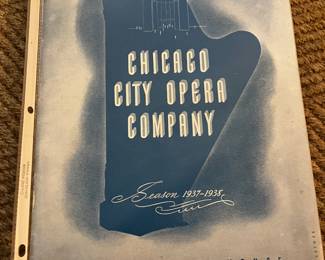 CHICAGO
CITY OPERA
COMPANY
Season 1937-1938